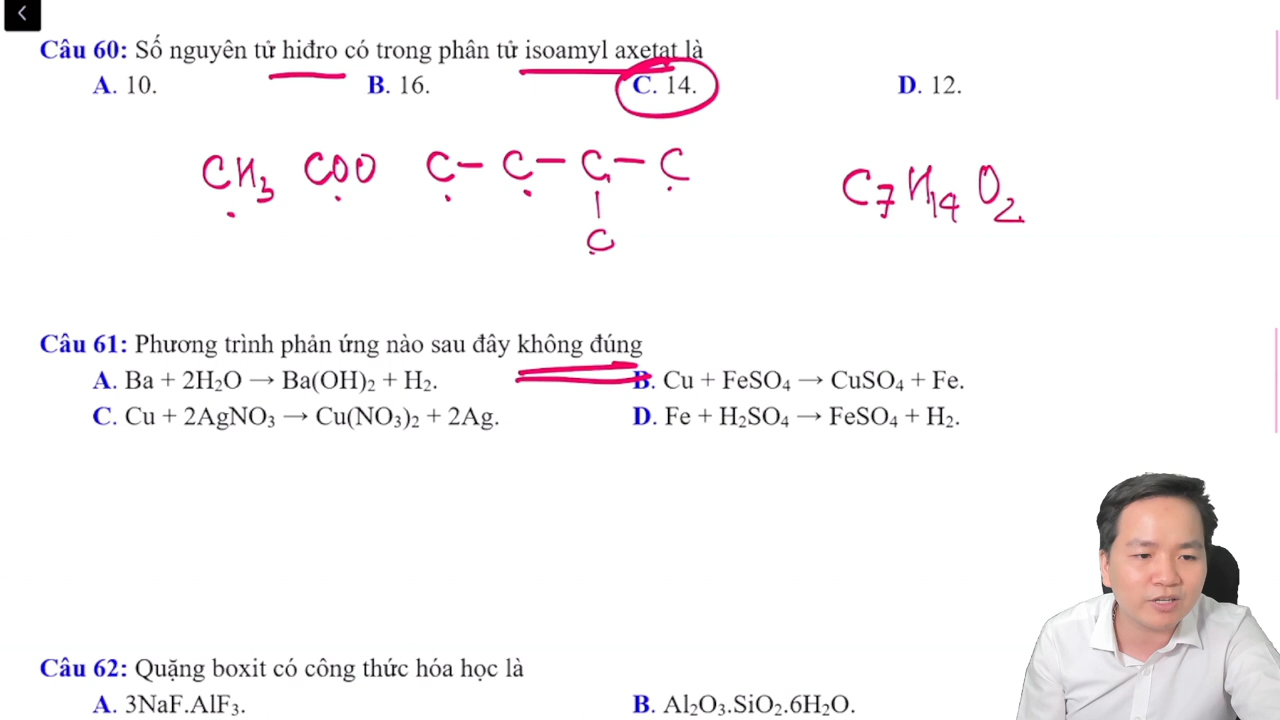 Câu 60: Số nguyên tử hiđro có trong phân tử isoamyl axetat là
A. 10. B. 16. C. 14. D. 12.
CH₃ COO C – C – C – C C₇H₁₄O₂
C
Câu 61: Phương trình phản ứng nào sau đây không đúng
A. Ba + 2H₂O → Ba(OH)₂ + H₂. B. Cu + FeSO₄ → CuSO₄ + Fe.
C. Cu + 2AgNO₃ → Cu(NO₃)₂ + 2Ag. D. Fe + H₂SO₄ → FeSO₄ + H₂.
Câu 62: Quặng boxit có công thức hóa học là
A. 3NaF.AlF₃. B. Al₂O₃.SiO₂.6H₂O.